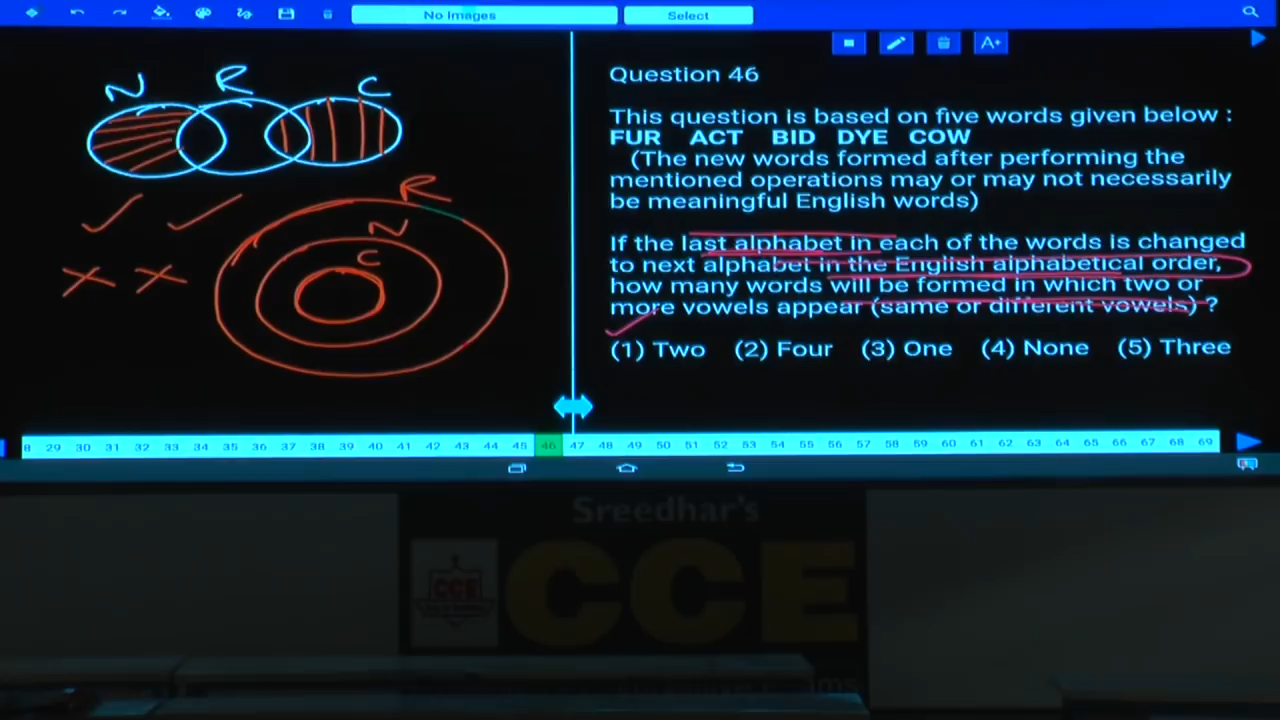 No Images Select
A+
N R C
R
N
C
Question 46
This question is based on five words given below :
FUR ACT BID DYE COW
(The new words formed after performing the
mentioned operations may or may not necessarily
be meaningful English words)
If the last alphabet in each of the words is changed
to next alphabet in the English alphabetical order,
how many words will be formed in which two or
more vowels appear (same or different vowels) ?
(1) Two (2) Four (3) One (4) None (5) Three
8 29 30 31 32 33 34 35 36 37 38 39 40 41 42 43 44 45 46 47 48 49 50 51 52 53 54 55 56 57 58 59 60 61 62 63 64 65 66 67 68 69
Sreedhar's
CCE
CCE